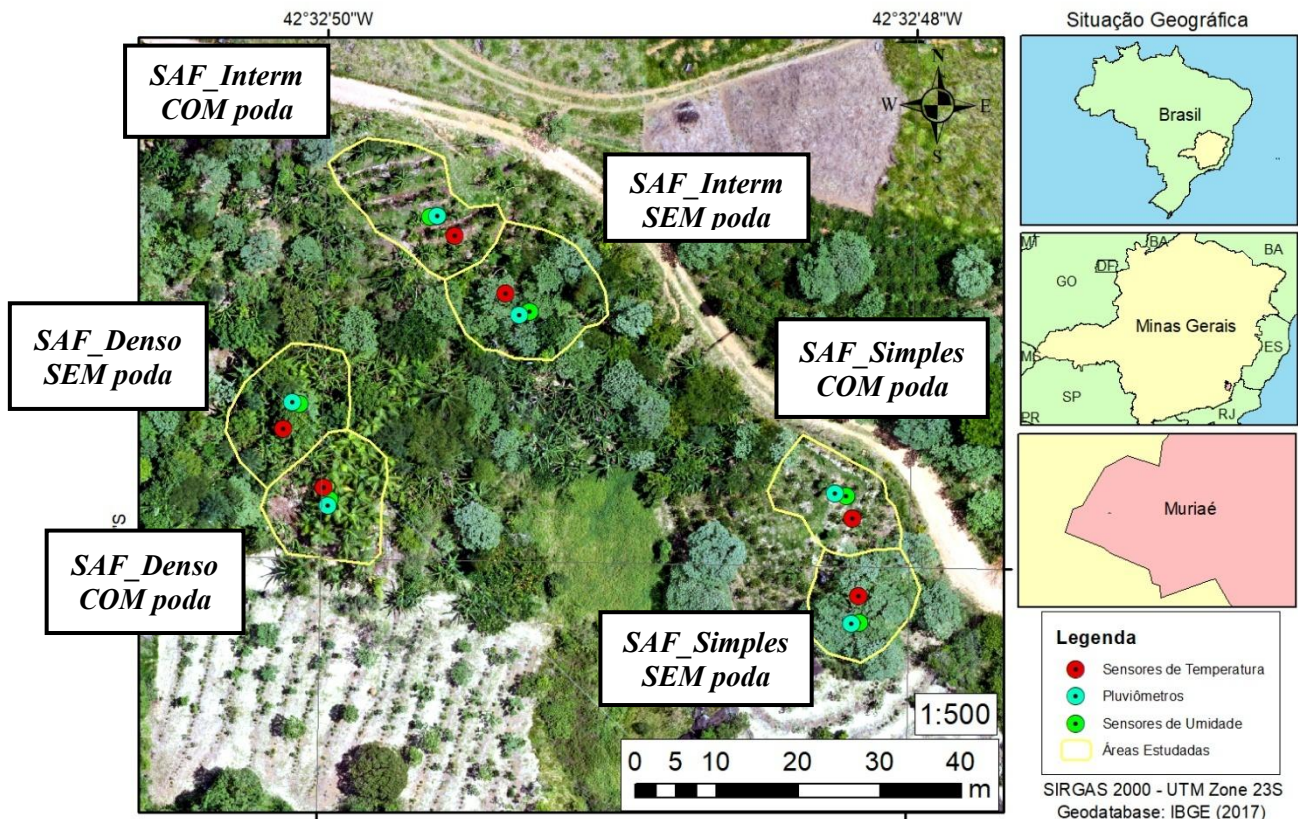 42°32'50"W
42°32'48"W
SAF_Interm
COM poda
N
W
E
S
SAF_Interm
SEM poda
SAF_Denso
SEM poda
SAF_Simples
COM poda
SAF_Denso
COM poda
SAF_Simples
SEM poda
1:500
0 5 10 20 30 40
m
Situação Geográfica
Brasil
MT
BA
BA
DF
GO
Minas Gerais
ES
SP
PR
RJ
Muriaé
Legenda
Sensores de Temperatura
Pluviômetros
Sensores de Umidade
Áreas Estudadas
SIRGAS 2000 - UTM Zone 23S
Geodatabase: IBGE (2017)